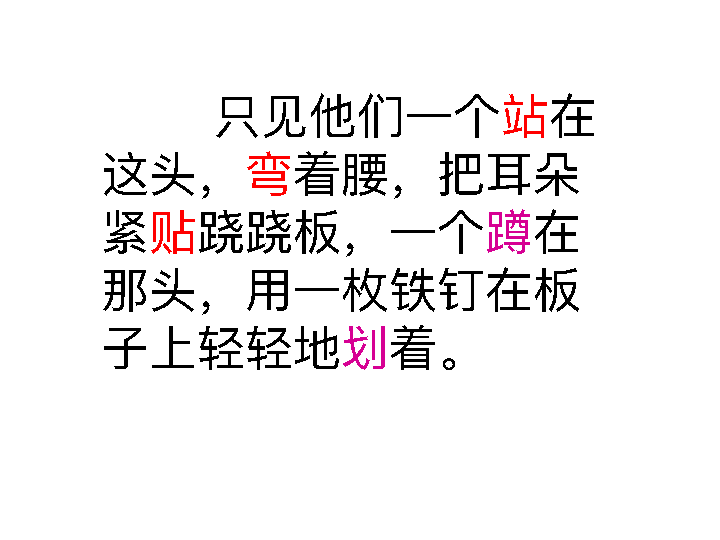 只见他们一个站在
这头，弯着腰，把耳朵
紧贴跷跷板，一个蹲在
那头，用一枚铁钉在板
子上轻轻地划着。